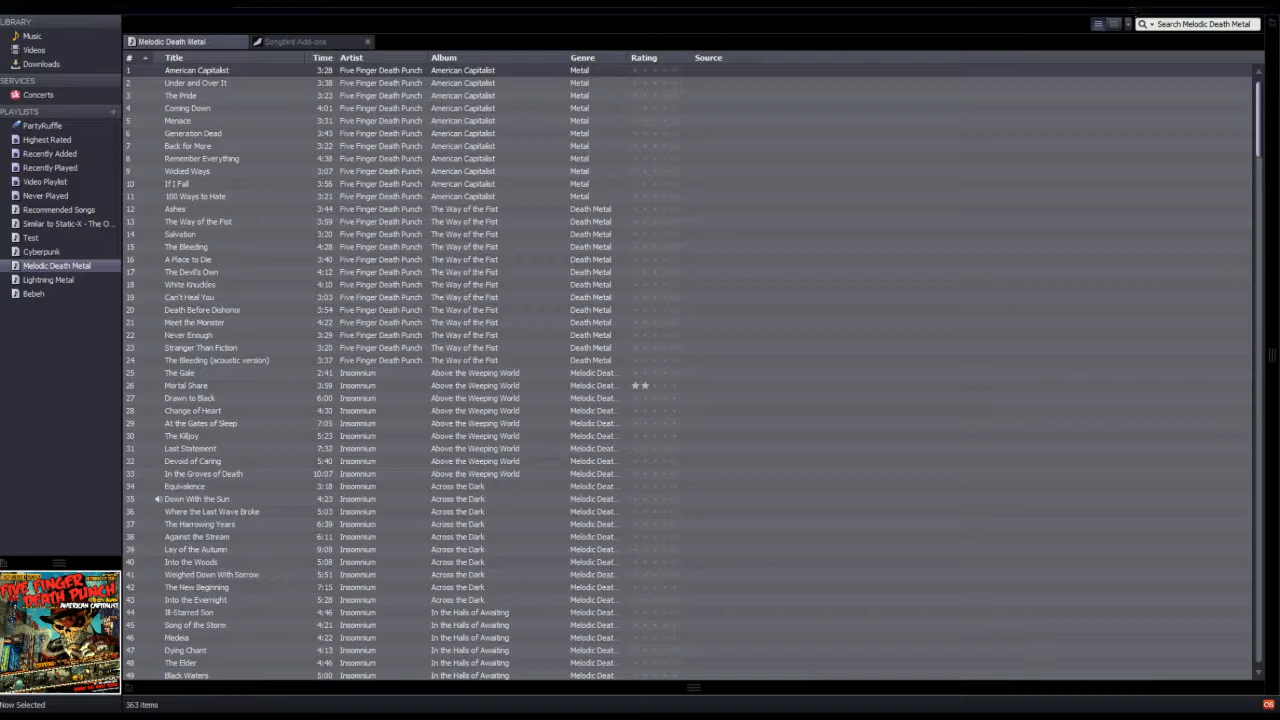 LIBRARY
Music
Videos
Downloads
SERVICES
Concerts
PLAYLISTS
PartyRuffle
Highest Rated
Recently Added
Recently Played
Video Playlist
Never Played
Recommended Songs
Similar to Static-X - The O...
Test
Cyberpunk
Melodic Death Metal
Lightning Metal
Bebeh
FIVE FINGER
DEATH PUNCH
AMERICAN CAPITALIST
Now Selected
Search Melodic Death Metal
Melodic Death Metal Songbird Add-ons
# Title Time Artist Album Genre Rating Source
1 American Capitalist 3:28 Five Finger Death Punch American Capitalist Metal
2 Under and Over It 3:38 Five Finger Death Punch American Capitalist Metal
3 The Pride 3:23 Five Finger Death Punch American Capitalist Metal
4 Coming Down 4:01 Five Finger Death Punch American Capitalist Metal
5 Menace 3:31 Five Finger Death Punch American Capitalist Metal
6 Generation Dead 3:43 Five Finger Death Punch American Capitalist Metal
7 Back for More 3:22 Five Finger Death Punch American Capitalist Metal
8 Remember Everything 4:38 Five Finger Death Punch American Capitalist Metal
9 Wicked Ways 3:07 Five Finger Death Punch American Capitalist Metal
10 If I Fall 3:56 Five Finger Death Punch American Capitalist Metal
11 100 Ways to Hate 3:21 Five Finger Death Punch American Capitalist Metal
12 Ashes 3:44 Five Finger Death Punch The Way of the Fist Death Metal
13 The Way of the Fist 3:59 Five Finger Death Punch The Way of the Fist Death Metal
14 Salvation 3:20 Five Finger Death Punch The Way of the Fist Death Metal
15 The Bleeding 4:28 Five Finger Death Punch The Way of the Fist Death Metal
16 A Place to Die 3:40 Five Finger Death Punch The Way of the Fist Death Metal
17 The Devil's Own 4:12 Five Finger Death Punch The Way of the Fist Death Metal
18 White Knuckles 4:10 Five Finger Death Punch The Way of the Fist Death Metal
19 Can't Heal You 3:03 Five Finger Death Punch The Way of the Fist Death Metal
20 Death Before Dishonor 3:54 Five Finger Death Punch The Way of the Fist Death Metal
21 Meet the Monster 4:22 Five Finger Death Punch The Way of the Fist Death Metal
22 Never Enough 3:29 Five Finger Death Punch The Way of the Fist Death Metal
23 Stranger Than Fiction 3:20 Five Finger Death Punch The Way of the Fist Death Metal
24 The Bleeding (acoustic version) 3:37 Five Finger Death Punch The Way of the Fist Death Metal
25 The Gale 2:41 Insomnium Above the Weeping World Melodic Deat...
26 Mortal Share 3:59 Insomnium Above the Weeping World Melodic Deat... ★★
27 Drawn to Black 6:00 Insomnium Above the Weeping World Melodic Deat...
28 Change of Heart 4:30 Insomnium Above the Weeping World Melodic Deat...
29 At the Gates of Sleep 7:05 Insomnium Above the Weeping World Melodic Deat...
30 The Killjoy 5:23 Insomnium Above the Weeping World Melodic Deat...
31 Last Statement 7:32 Insomnium Above the Weeping World Melodic Deat...
32 Devoid of Caring 5:40 Insomnium Above the Weeping World Melodic Deat...
33 In the Groves of Death 10:07 Insomnium Above the Weeping World Melodic Deat...
34 Equivalence 3:18 Insomnium Across the Dark Melodic Deat...
35 Down With the Sun 4:23 Insomnium Across the Dark Melodic Deat...
36 Where the Last Wave Broke 5:03 Insomnium Across the Dark Melodic Deat...
37 The Harrowing Years 6:39 Insomnium Across the Dark Melodic Deat...
38 Against the Stream 6:11 Insomnium Across the Dark Melodic Deat...
39 Lay of the Autumn 9:08 Insomnium Across the Dark Melodic Deat...
40 Into the Woods 5:08 Insomnium Across the Dark Melodic Deat...
41 Weighed Down With Sorrow 5:51 Insomnium Across the Dark Melodic Deat...
42 The New Beginning 7:15 Insomnium Across the Dark Melodic Deat...
43 Into the Evernight 5:28 Insomnium Across the Dark Melodic Deat...
44 Ill-Starred Son 4:46 Insomnium In the Halls of Awaiting Melodic Deat...
45 Song of the Storm 4:21 Insomnium In the Halls of Awaiting Melodic Deat...
46 Medeia 4:22 Insomnium In the Halls of Awaiting Melodic Deat...
47 Dying Chant 4:13 Insomnium In the Halls of Awaiting Melodic Deat...
48 The Elder 4:46 Insomnium In the Halls of Awaiting Melodic Deat...
49 Black Waters 5:00 Insomnium In the Halls of Awaiting Melodic Deat...
363 items